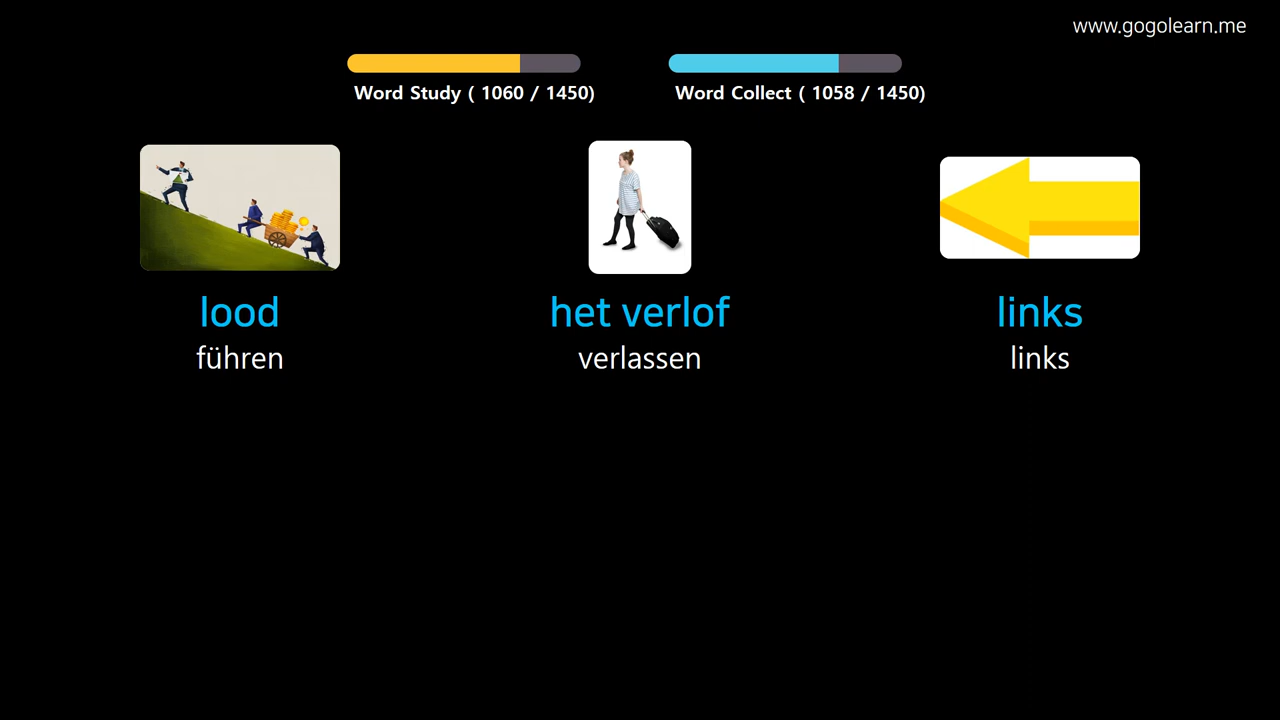 www.gogolearn.me
Word Study ( 1060 / 1450)
Word Collect ( 1058 / 1450)
lood
führen
het verlof
verlassen
links
links